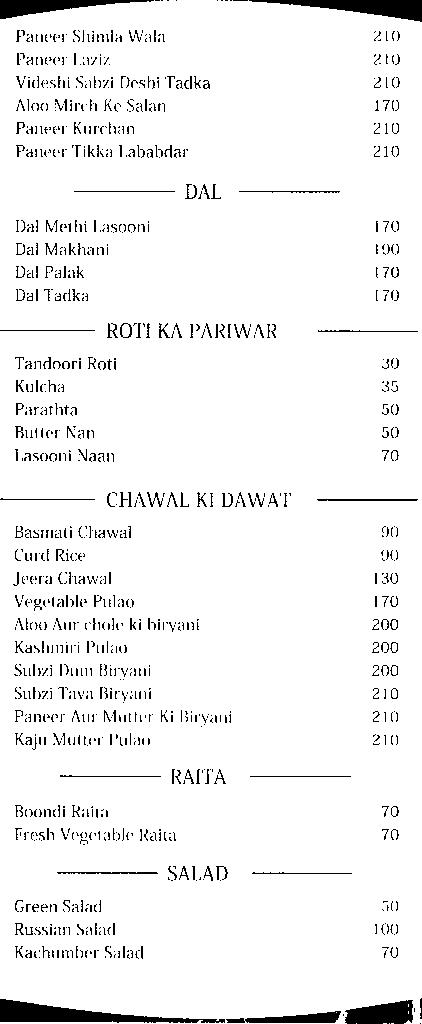 Paneer Shimla Wala 210
Paneer Laziz 210
Videshi Sabzi Deshi Tadka 210
Aloo Mirch Ke Salan 170
Paneer Kurchan 210
Paneer Tikka Lababdar 210
DAL
Dal Methi Lasooni 170
Dal Makhani 190
Dal Palak 170
Dal Tadka 170
ROTI KA PARIWAR
Tandoori Roti 30
Kulcha 35
Parathta 50
Butter Nan 50
Lasooni Naan 70
CHAWAL KI DAWAT
Basmati Chawal 90
Curd Rice 90
Jeera Chawal 130
Vegetable Pulao 170
Aloo Aur chole ki biryani 200
Kashmiri Pulao 200
Subzi Dum Biryani 200
Subzi Tava Biryani 210
Paneer Aur Mutter Ki Biryani 210
Kaju Mutter Pulao 210
RAITA
Boondi Raita 70
Fresh Vegetable Raita 70
SALAD
Green Salad 50
Russian Salad 100
Kachumber Salad 70